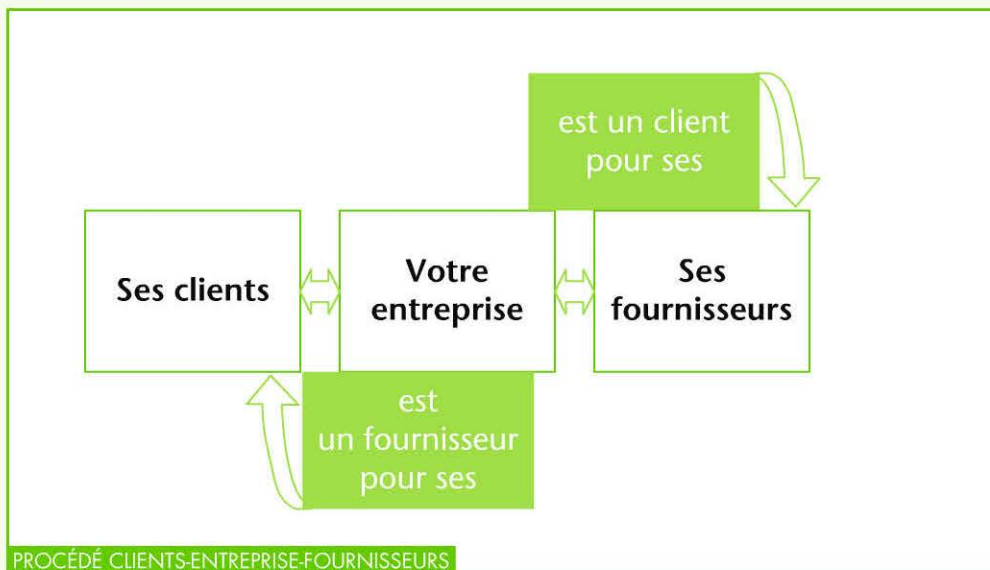 est un client
pour ses
Ses clients
Votre
entreprise
Ses
fournisseurs
est
un fournisseur
pour ses
PROCÉDÉ CLIENTS-ENTREPRISE-FOURNISSEURS